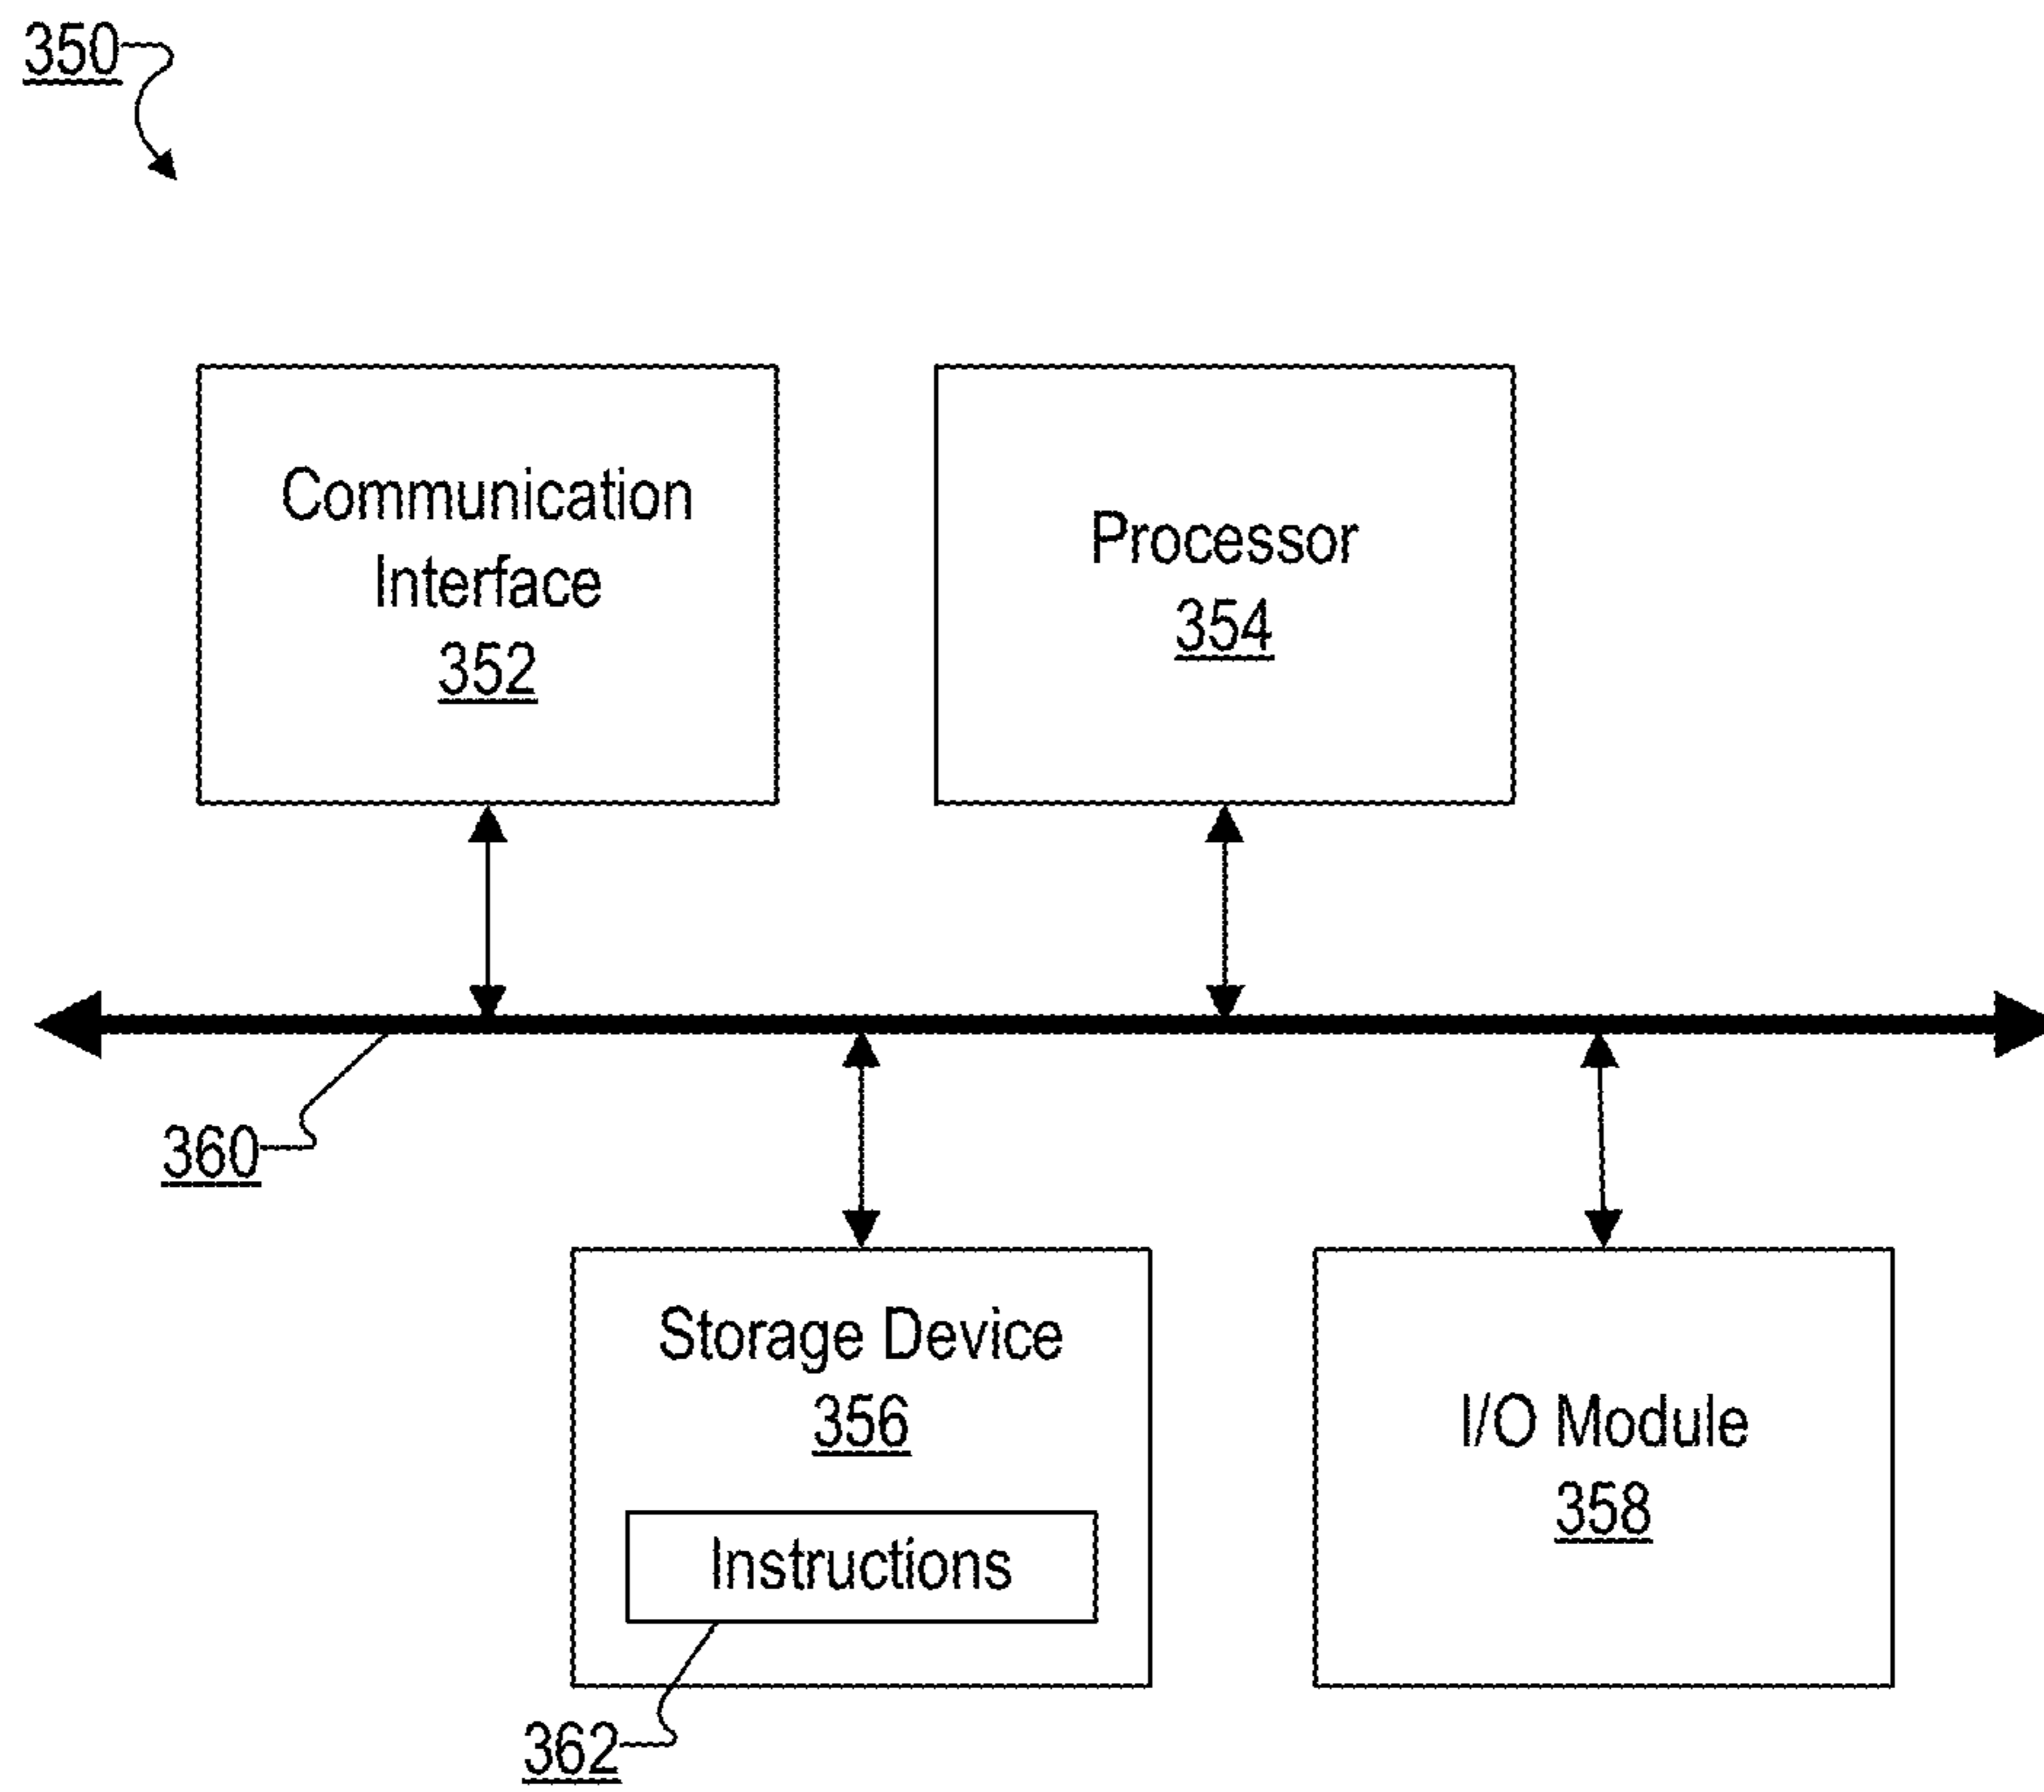 350
Communication
Interface
352
Processor
354
360
Storage Device
356
Instructions
362
I/O Module
358